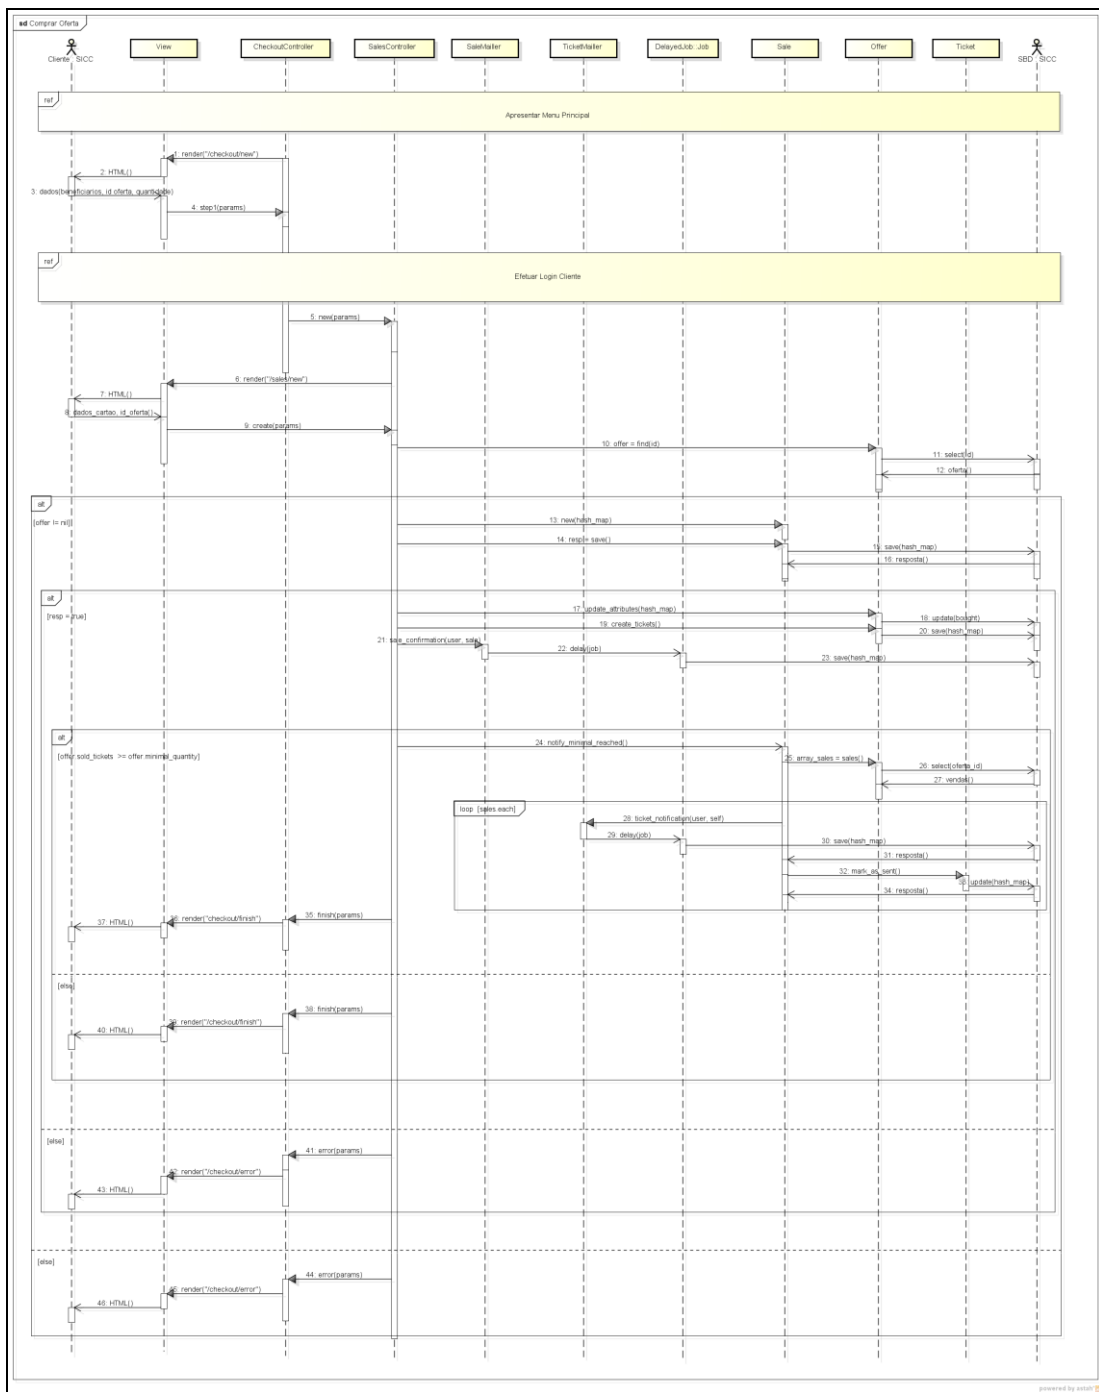 sd Comprar Oferta
View
CheckoutController
SalesController
SaleMailler
TicketMailler
DelayedJob::Job
Sale
Offer
Ticket
Cliente SICC
SBD SICC
ref
Apresentar Menu Principal
1: render("/checkout/new")
2: HTML()
3: dados(beneficiarios, id oferta, quantidade)
4: step1(params)
ref
Efetuar Login Cliente
5: new(params)
6: render("/sales/new")
7: HTML()
8: dados_cartao, id_oferta()
9: create(params)
10: offer = find(id)
11: select(id)
12: oferta()
alt
[offer != nil]
13: new(hash_map)
14: resp = save()
15: save(hash_map)
16: resposta()
alt
[resp = true]
17: update_attributes(hash_map)
18: update(bought)
19: create_tickets()
20: save(hash_map)
21: sale_confirmation(user, sale)
22: delay(job)
23: save(hash_map)
alt
[offer.sold_tickets >= offer.minimal_quantity]
24: notify_minimal_reached()
25: array_sales = sales()
26: select(oferta_id)
27: vendas()
loop [sales.each]
28: ticket_notification(user, self)
29: delay(job)
30: save(hash_map)
31: resposta()
32: mark_as_sent()
33: update(hash_map)
34: resposta()
35: finish(params)
36: render("checkout/finish")
37: HTML()
[else]
38: finish(params)
39: render("/checkout/finish")
40: HTML()
[else]
41: error(params)
42: render("/checkout/error")
43: HTML()
[else]
44: error(params)
45: render("/checkout/error")
46: HTML()
powered by astah